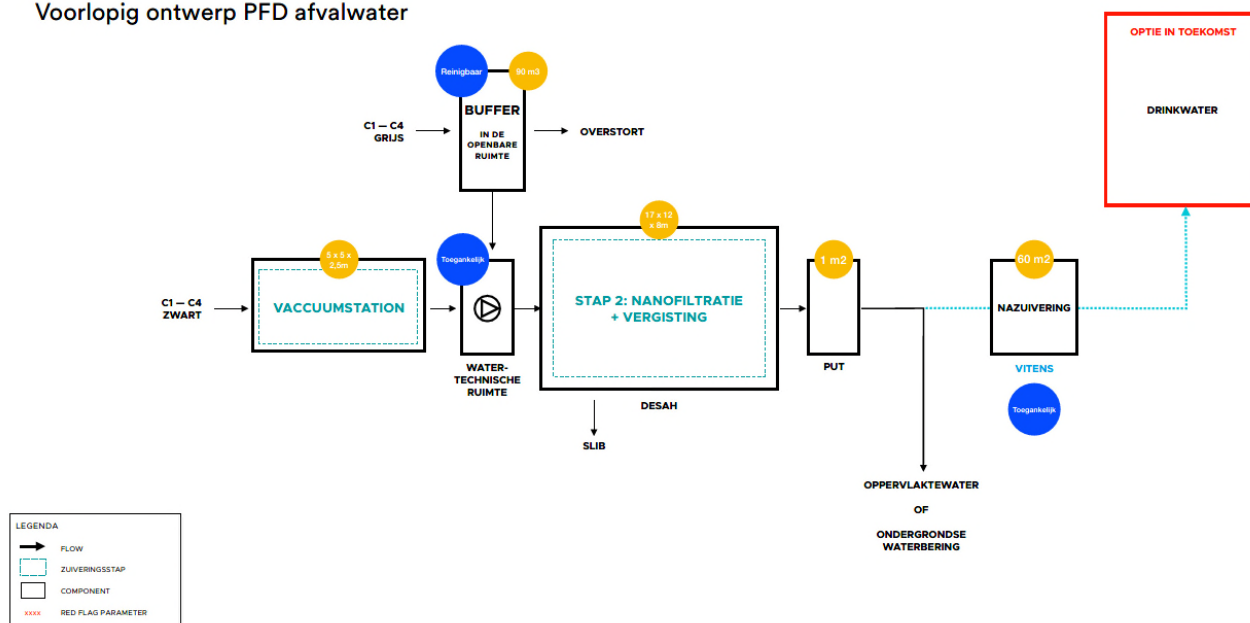 Voorlopig ontwerp PFD afvalwater
OPTIE IN TOEKOMST
DRINKWATER
Reinigbaar
90 m3
BUFFER
IN DE
OPENBARE
RUIMTE
C1 — C4
GRIJS
OVERSTORT
5 x 5 x
2,5m
Toegankelijk
17 x 12
x 8m
1 m2
60 m2
C1 — C4
ZWART
VACCUUMSTATION
STAP 2: NANOFILTRATIE
+ VERGISTING
NAZUIVERING
WATER-
TECHNISCHE
RUIMTE
PUT
VITENS
DESAH
Toegankelijk
SLIB
OPPERVLAKTEWATER
OF
ONDERGRONDSE
WATERBERING
LEGENDA
FLOW
ZUIVERINGSSTAP
COMPONENT
xxxx RED FLAG PARAMETER